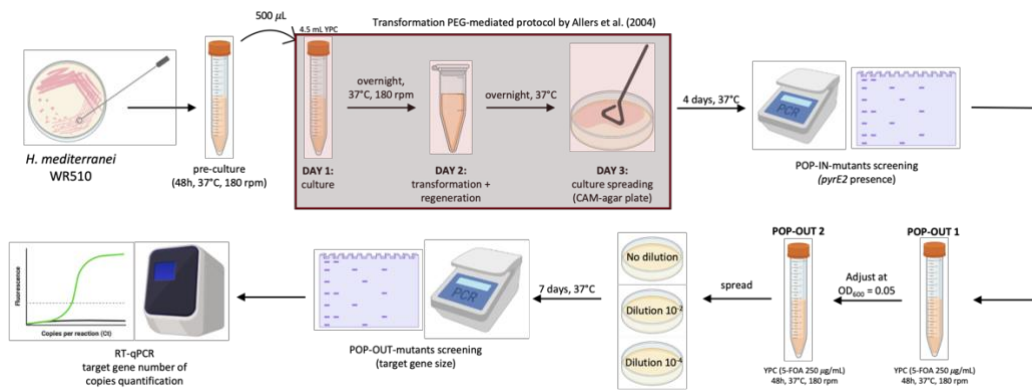 500 μL
Transformation PEG-mediated protocol by Allers et al. (2004)
4.5 mL YPC
overnight,
37°C, 180 rpm
overnight, 37°C
4 days, 37°C
PCR
H. mediterranei
WR510
pre-culture
(48h, 37°C, 180 rpm)
DAY 1:
culture
DAY 2:
transformation +
regeneration
DAY 3:
culture spreading
(CAM-agar plate)
POP-IN-mutants screening
(pyrE2 presence)
POP-OUT 2
POP-OUT 1
Adjust at
OD600 = 0.05
YPC (5-FOA 250 μg/mL)
48h, 37°C, 180 rpm
YPC (5-FOA 250 μg/mL)
48h, 37°C, 180 rpm
spread
No dilution
Dilution 10-2
Dilution 10-4
7 days, 37°C
PCR
POP-OUT-mutants screening
(target gene size)
Fluorescence
Copies per reaction (Ct)
RT-qPCR
target gene number of
copies quantification